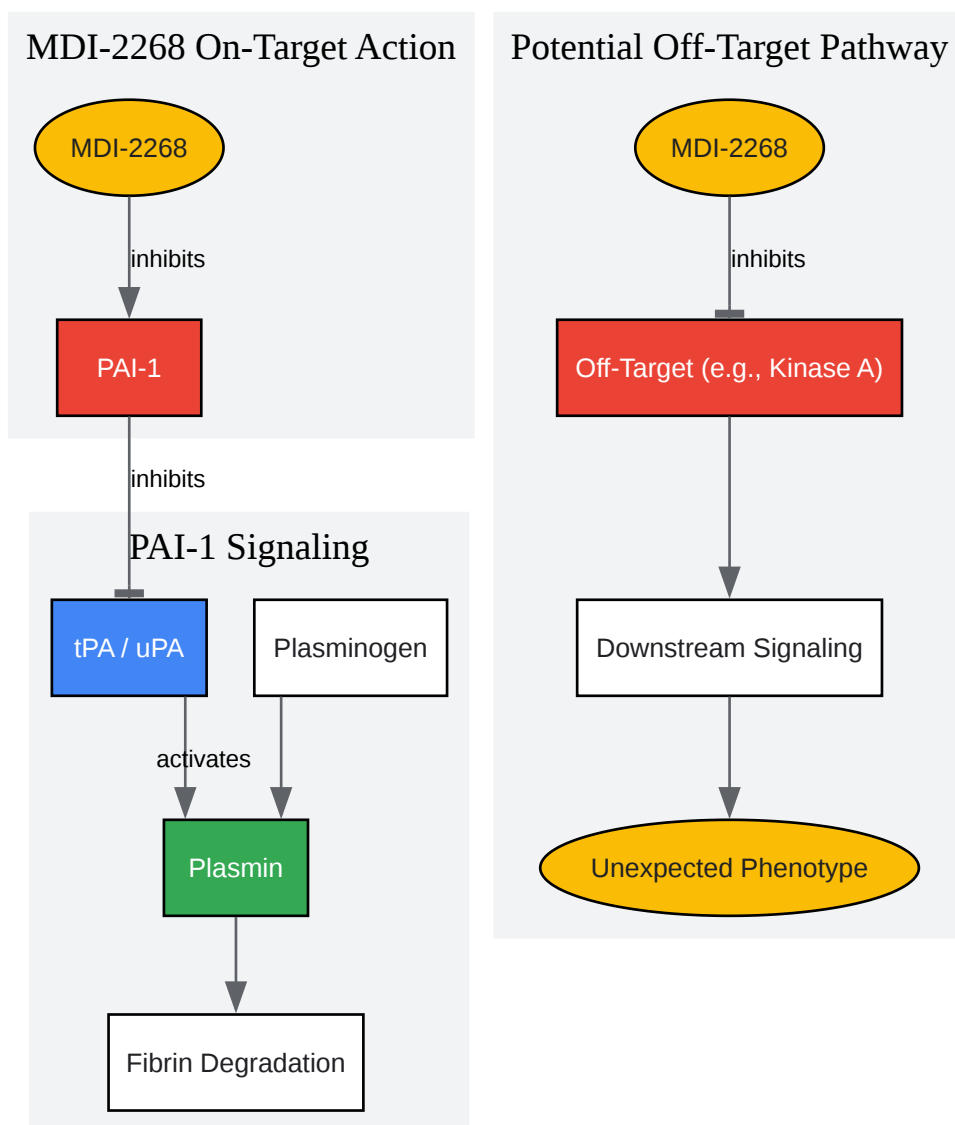 MDI-2268 On-Target Action
MDI-2268
inhibits
PAI-1
inhibits
PAI-1 Signaling
tPA / uPA
Plasminogen
activates
Plasmin
Fibrin Degradation
Potential Off-Target Pathway
MDI-2268
inhibits
Off-Target (e.g., Kinase A)
Downstream Signaling
Unexpected Phenotype